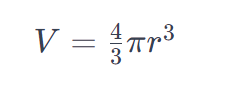 V = 4/3 πr³